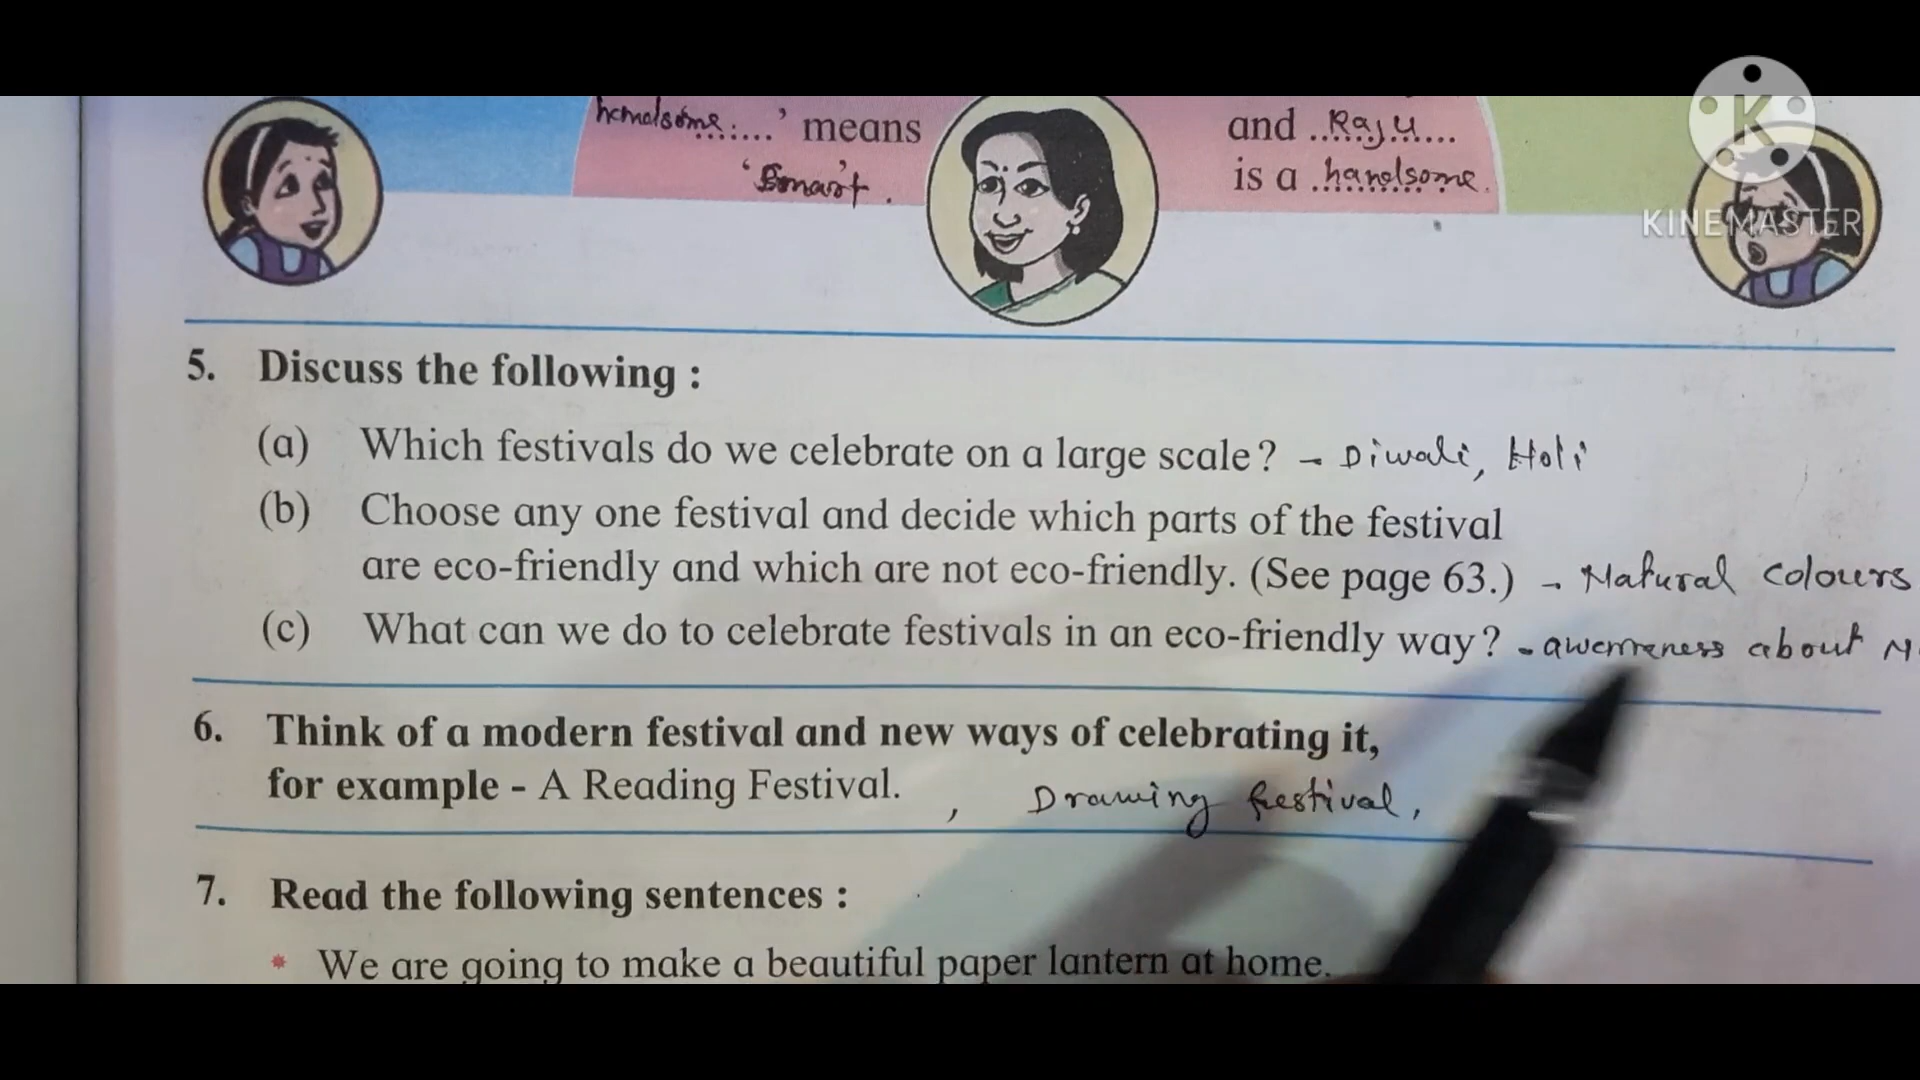 handsome.......' means
'Smart'.
and ..Raju....
is a .handsome.
K
KINEMASTER
5. Discuss the following :
(a) Which festivals do we celebrate on a large scale? - Diwali, Holi
(b) Choose any one festival and decide which parts of the festival
are eco-friendly and which are not eco-friendly. (See page 63.) - Natural colours
(c) What can we do to celebrate festivals in an eco-friendly way? - awerreness about N
6. Think of a modern festival and new ways of celebrating it,
for example - A Reading Festival. , Drawing festival,
7. Read the following sentences :
* We are going to make a beautiful paper lantern at home.